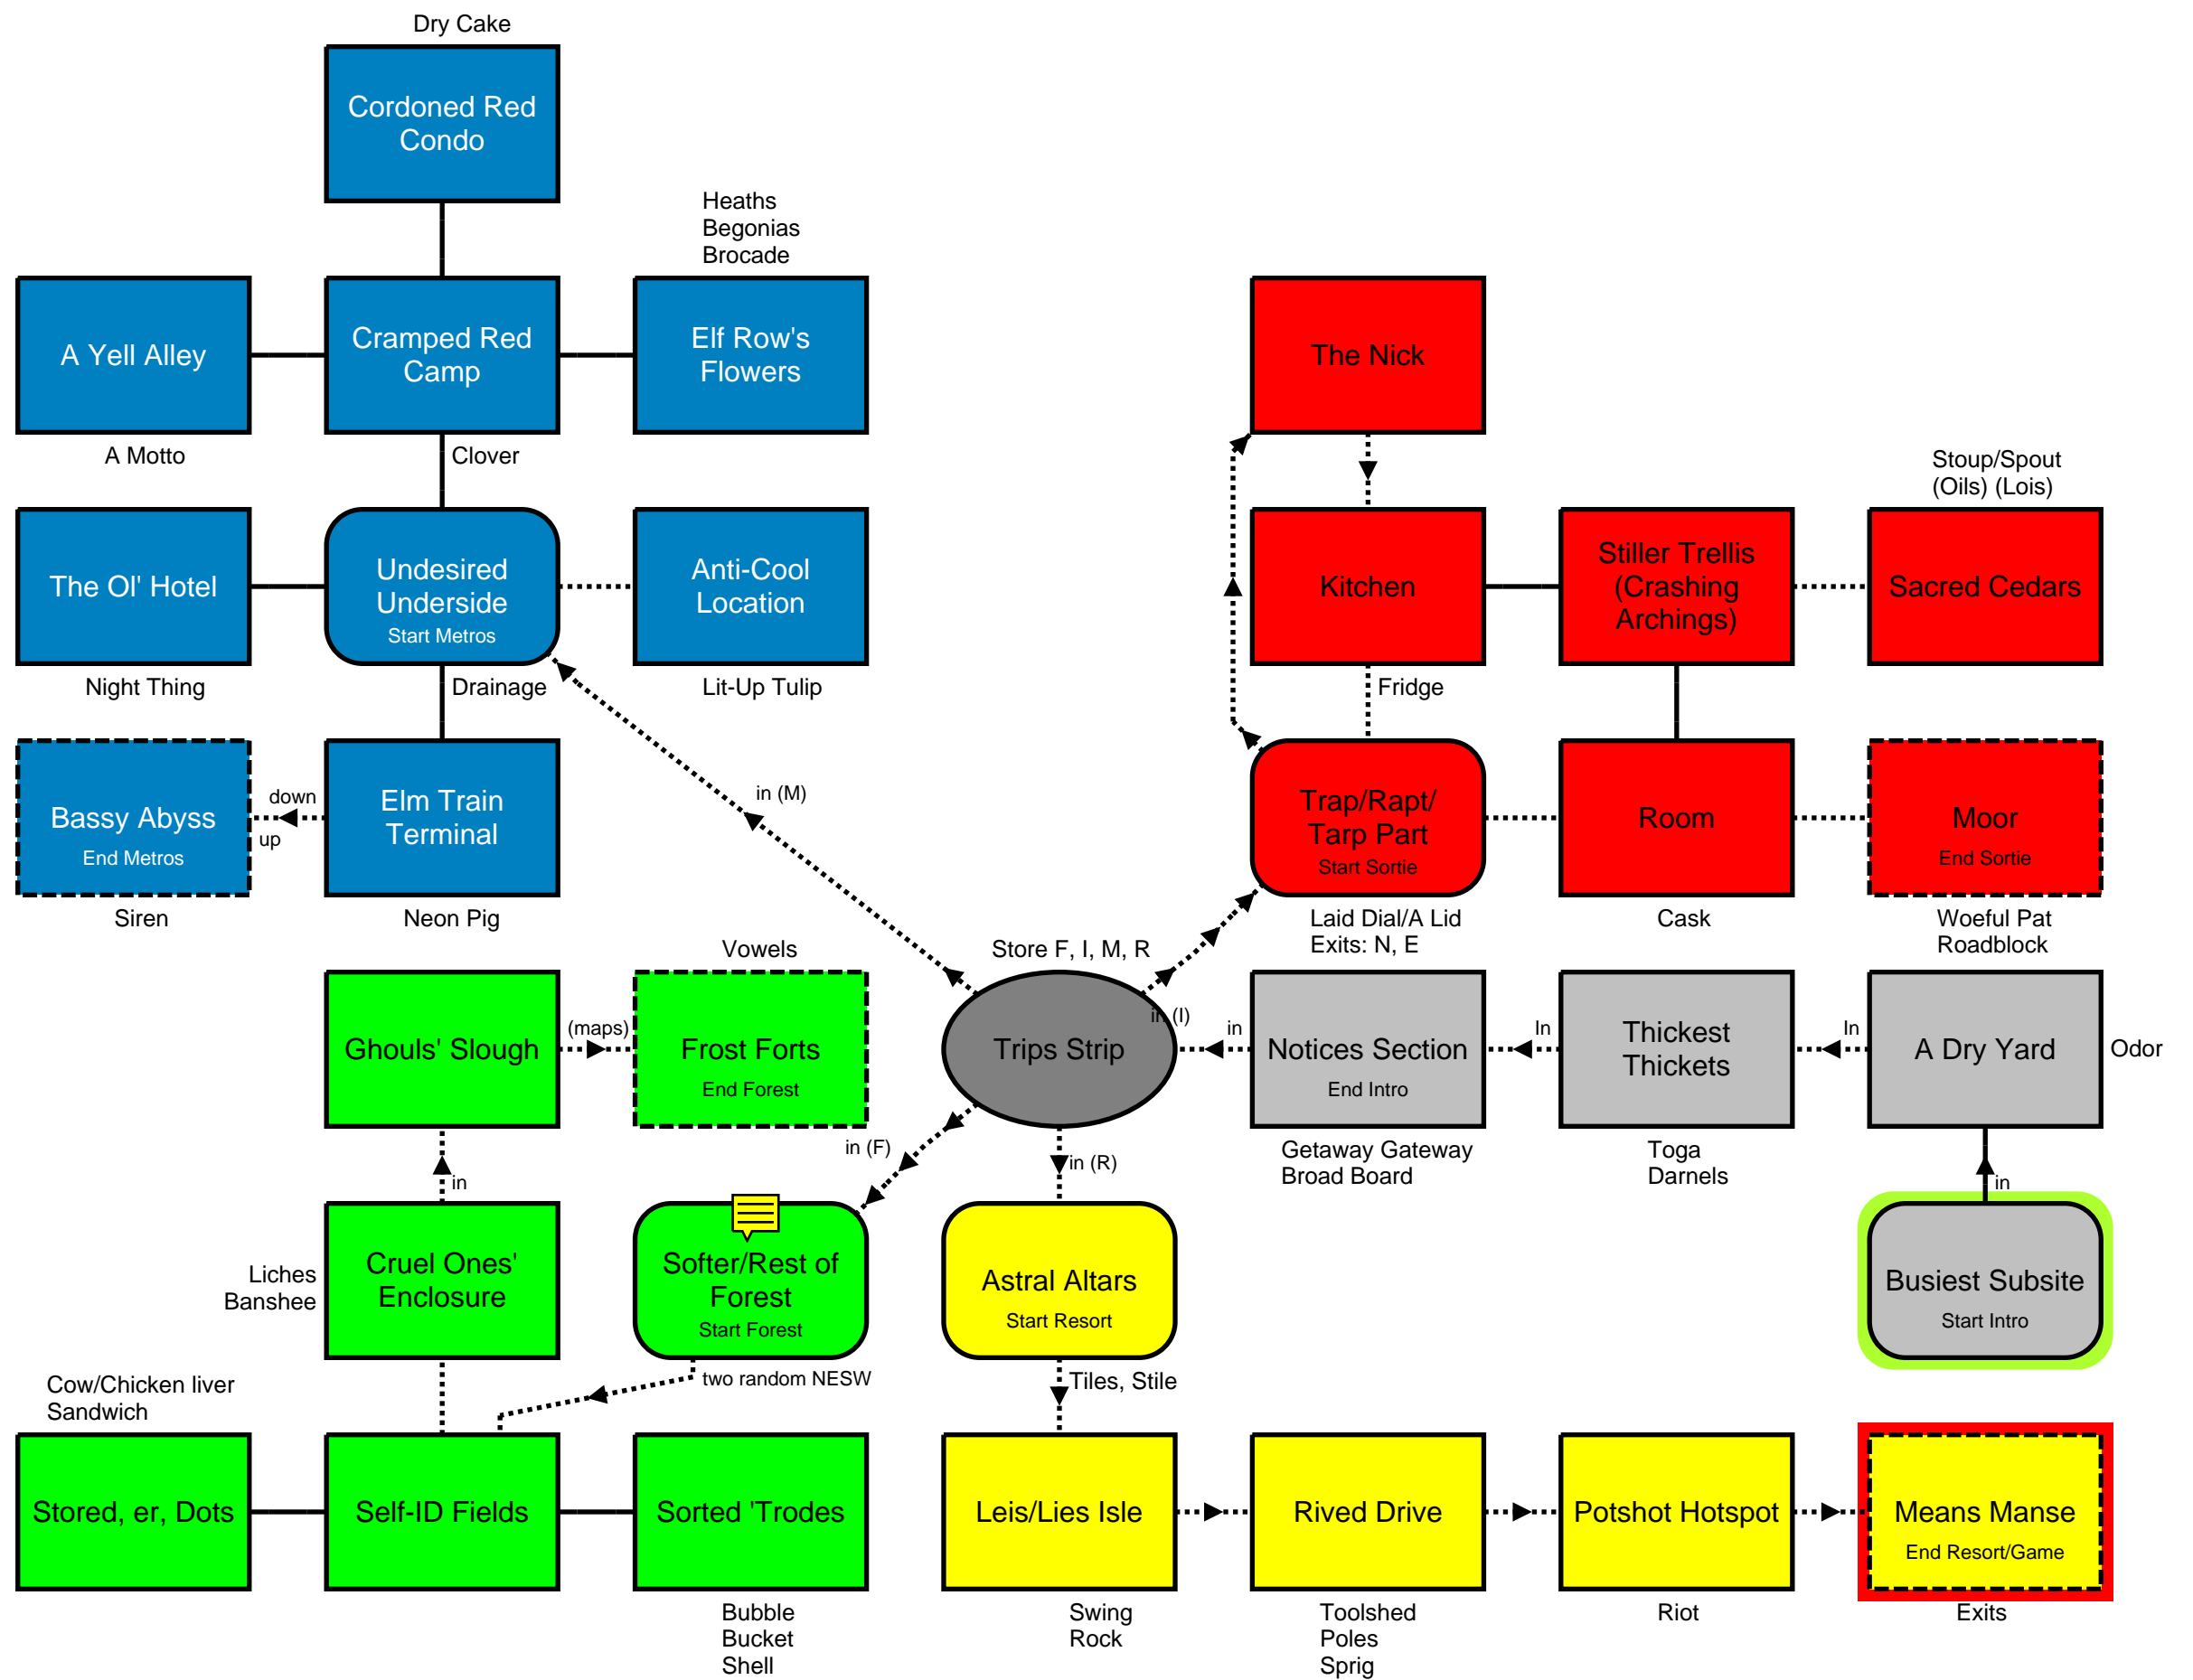 Dry Cake
Cordoned Red
Condo
Heaths
Begonias
Brocade
A Yell Alley
Cramped Red
Camp
Elf Row's
Flowers
The Nick
A Motto
Clover
Stoup/Spout
(Oils) (Lois)
The Ol' Hotel
Undesired
Underside
Start Metros
Anti-Cool
Location
Kitchen
Stiller Trellis
(Crashing
Archings)
Sacred Cedars
Night Thing
Drainage
Lit-Up Tulip
Fridge
Bassy Abyss
End Metros
down
up
Elm Train
Terminal
in (M)
Trap/Rapt/
Tarp Part
Start Sortie
Room
Moor
End Sortie
Siren
Neon Pig
Laid Dial/A Lid
Exits: N, E
Cask
Woeful Pat
Roadblock
Vowels
Store F, I, M, R
Ghouls' Slough
(maps)
Frost Forts
End Forest
Trips Strip
in (I)
in
Notices Section
End Intro
In
Thickest
Thickets
In
A Dry Yard
Odor
in (F)
in (R)
Getaway Gateway
Broad Board
Toga
Darnels
in
in
Liches
Banshee
Cruel Ones'
Enclosure
Softer/Rest of
Forest
Start Forest
Astral Altars
Start Resort
Busiest Subsite
Start Intro
two random NESW
Tiles, Stile
Cow/Chicken liver
Sandwich
Stored, er, Dots
Self-ID Fields
Sorted 'Trodes
Leis/Lies Isle
Rived Drive
Potshot Hotspot
Means Manse
End Resort/Game
Bubble
Bucket
Shell
Swing
Rock
Toolshed
Poles
Sprig
Riot
Exits